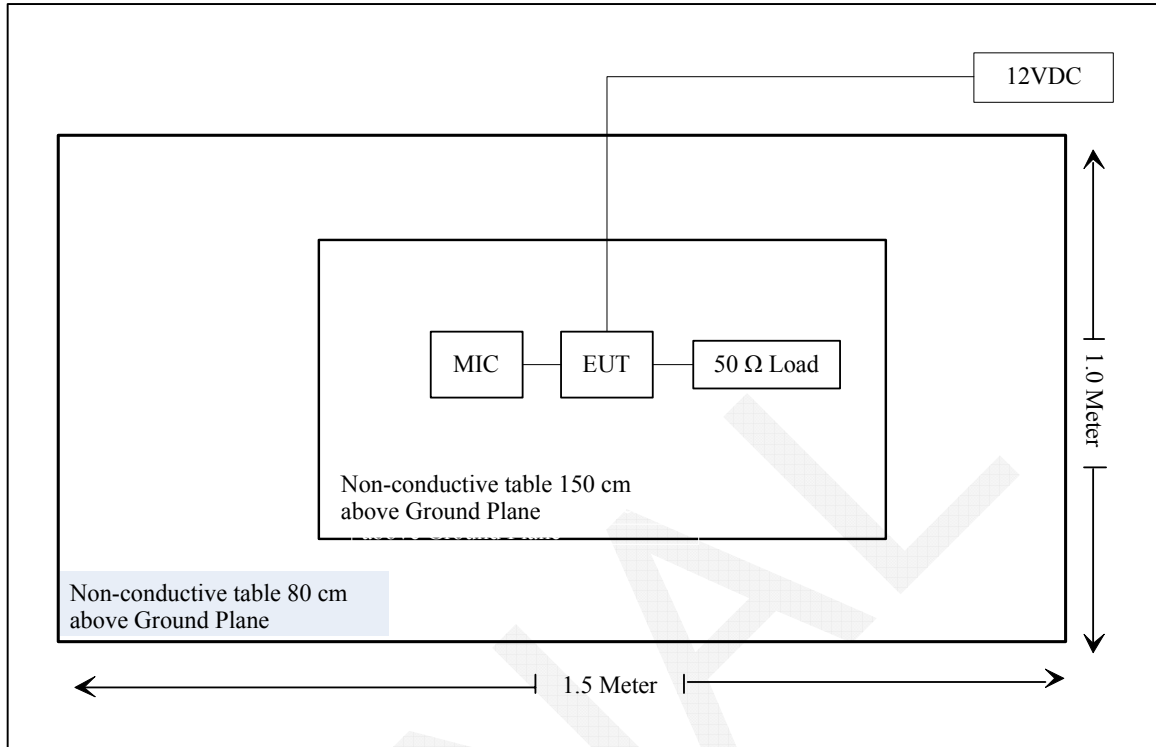 12VDC
MIC
EUT
50 Ω Load
1.0 Meter
Non-conductive table 150 cm
above Ground Plane
Non-conductive table 80 cm
above Ground Plane
1.5 Meter